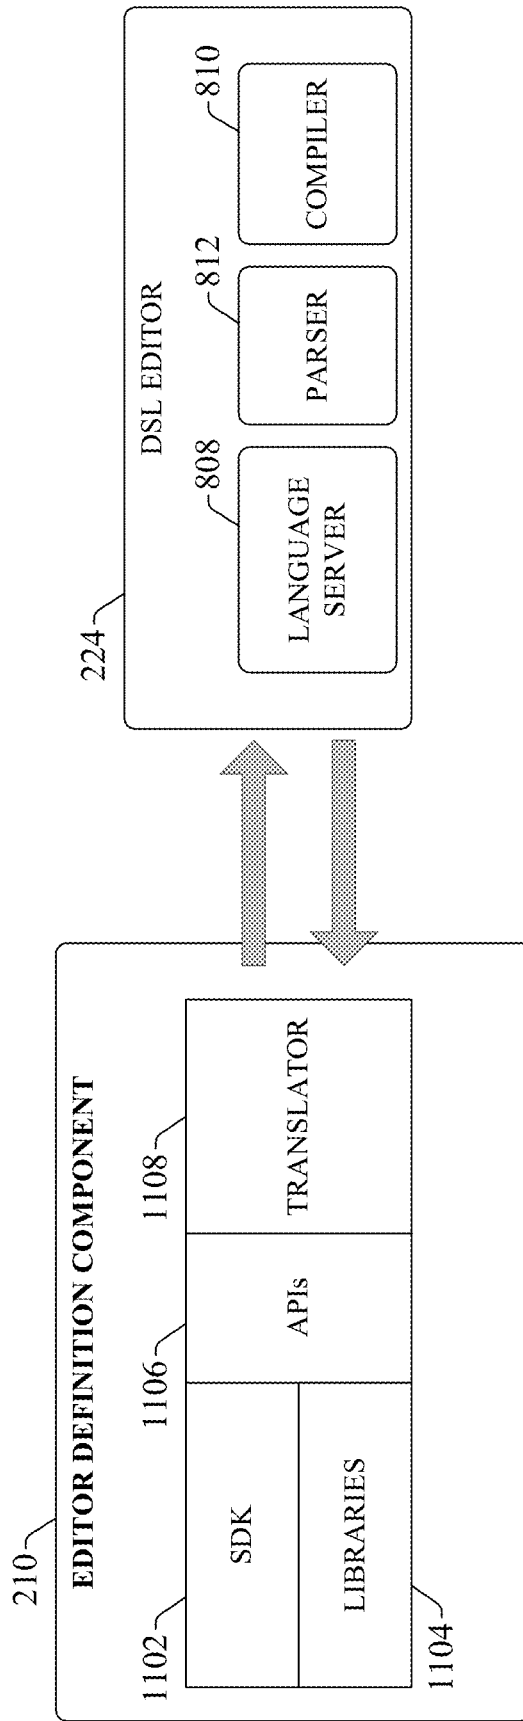 210
EDITOR DEFINITION COMPONENT
1102
SDK
LIBRARIES
1104
1106
APIs
1108
TRANSLATOR
224
DSL EDITOR
808
LANGUAGE
SERVER
812
PARSER
810
COMPILER